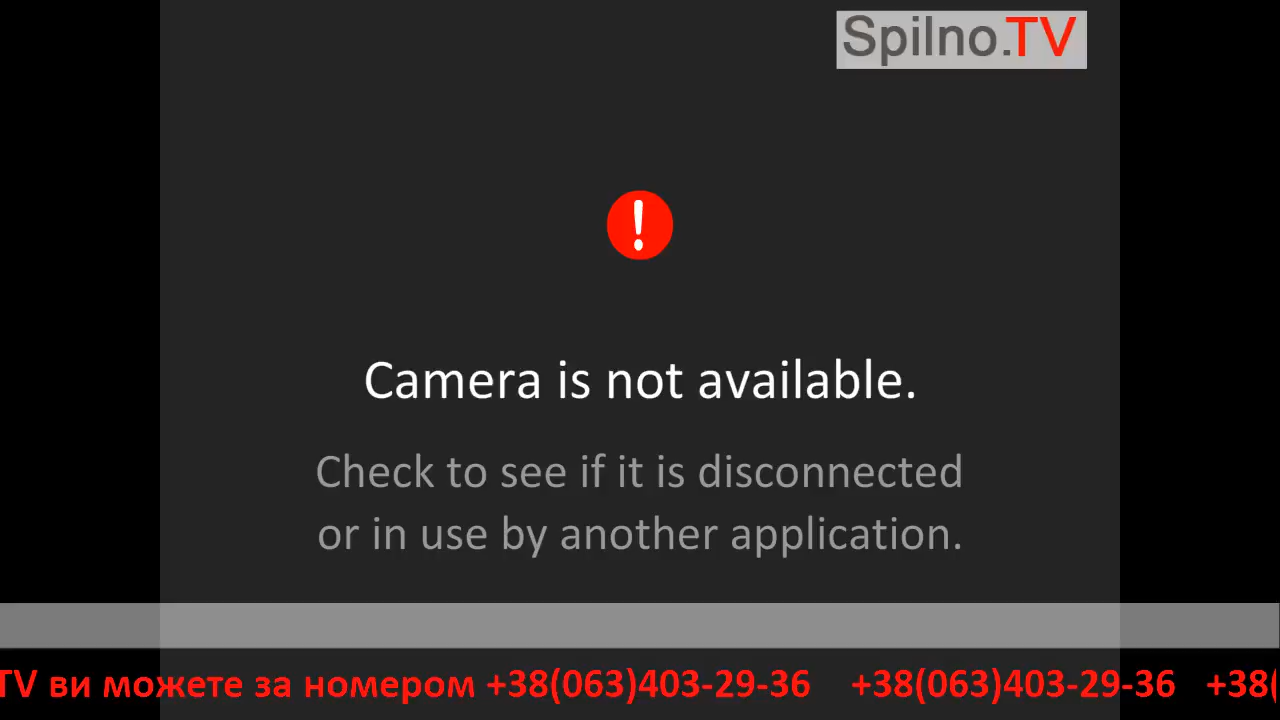 Spilno.TV
!
Camera is not available.
Check to see if it is disconnected
or in use by another application.
TV ви можете за номером +38(063)403-29-36 +38(063)403-29-36 +38(